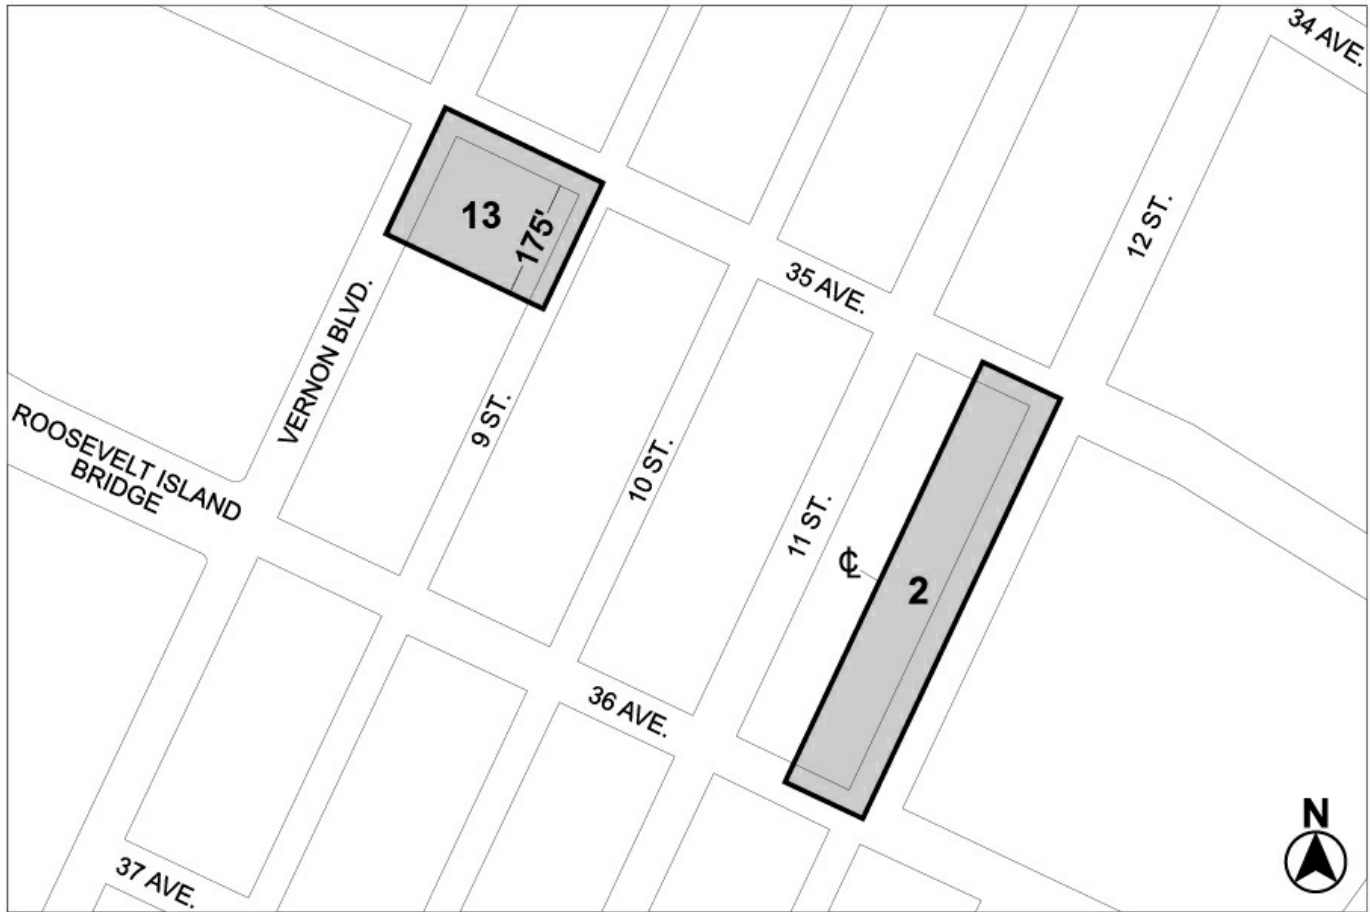 34 AVE.
12 ST.
13
175'
35 AVE.
VERNON BLVD.
ROOSEVELT ISLAND
BRIDGE
9 ST.
10 ST.
11 ST.
℄
2
36 AVE.
37 AVE.
N